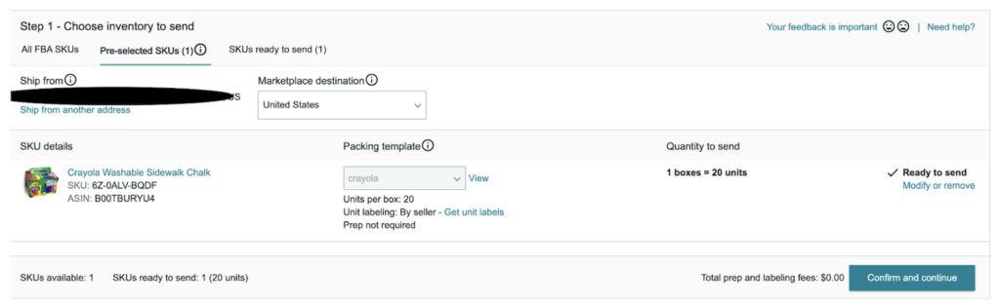 Step 1 - Choose inventory to send
Your feedback is important | Need help?
All FBA SKUs Pre-selected SKUs (1) SKUs ready to send (1)
Ship from Marketplace destination
US
United States
Ship from another address
SKU details Packing template Quantity to send
Crayola Washable Sidewalk Chalk crayola View 1 boxes = 20 units Ready to send
SKU: 6Z-0ALV-BQDF Modify or remove
ASIN: B00TBURYU4 Units per box: 20
Unit labeling: By seller - Get unit labels
Prep not required
SKUs available: 1 SKUs ready to send: 1 (20 units) Total prep and labeling fees: $0.00 Confirm and continue